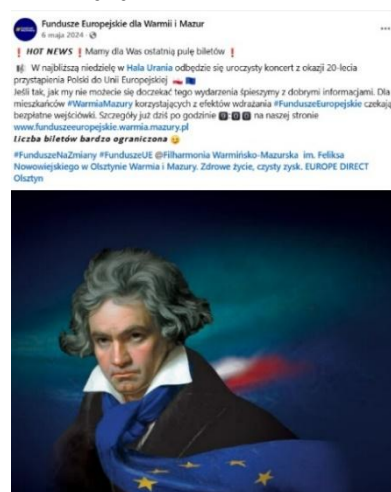 Fundusze Europejskie dla Warmii i Mazur
6 maja 2024 ·
❗ HOT NEWS ❗ Mamy dla Was ostatnią pulę biletów ❗
W najbliższą niedzielę w Hala Urania odbędzie się uroczysty koncert z okazji 20-lecia
przystąpienia Polski do Unii Europejskiej 🇵🇱 🇪🇺
Jeśli tak, jak my nie możecie się doczekać tego wydarzenia śpieszymy z dobrymi informacjami. Dla
mieszkańców #WarmiaMazury korzystających z efektów wdrażania #FunduszeEuropejskie czekają
bezpłatne wejściówki. Szczegóły już dziś po godzinie na naszej stronie
www.funduszeeuropejskie.warmia.mazury.pl
Liczba biletów bardzo ograniczona
#FunduszeNaZmiany #FunduszeUE @Filharmonia Warmińsko-Mazurska im. Feliksa
Nowowiejskiego w Olsztynie Warmia i Mazury. Zdrowe życie, czysty zysk. EUROPE DIRECT
Olsztyn